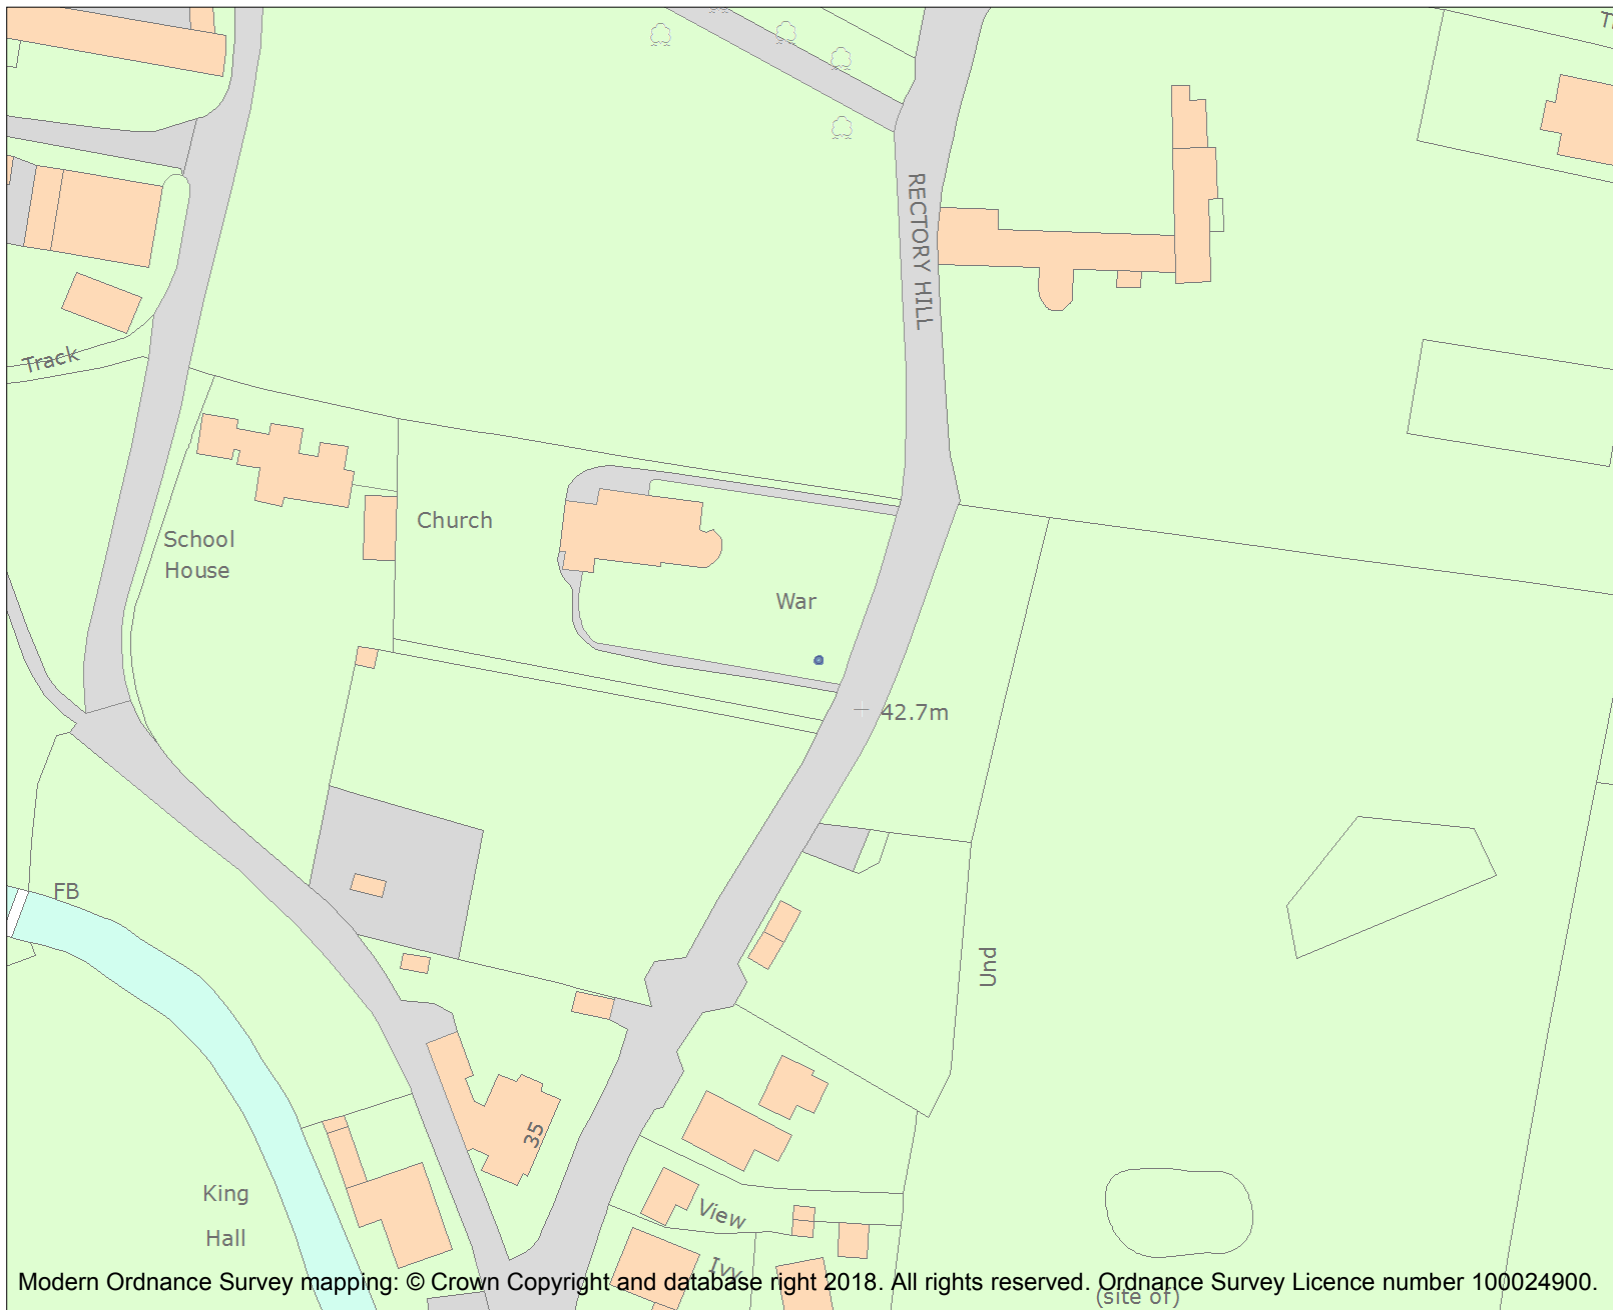 RECTORY HILL
Track
School
House
Church
War
42.7m
FB
Und
35
King
Hall
View
Ivy
(site of)
Modern Ordnance Survey mapping: © Crown Copyright and database right 2018. All rights reserved. Ordnance Survey Licence number 100024900.